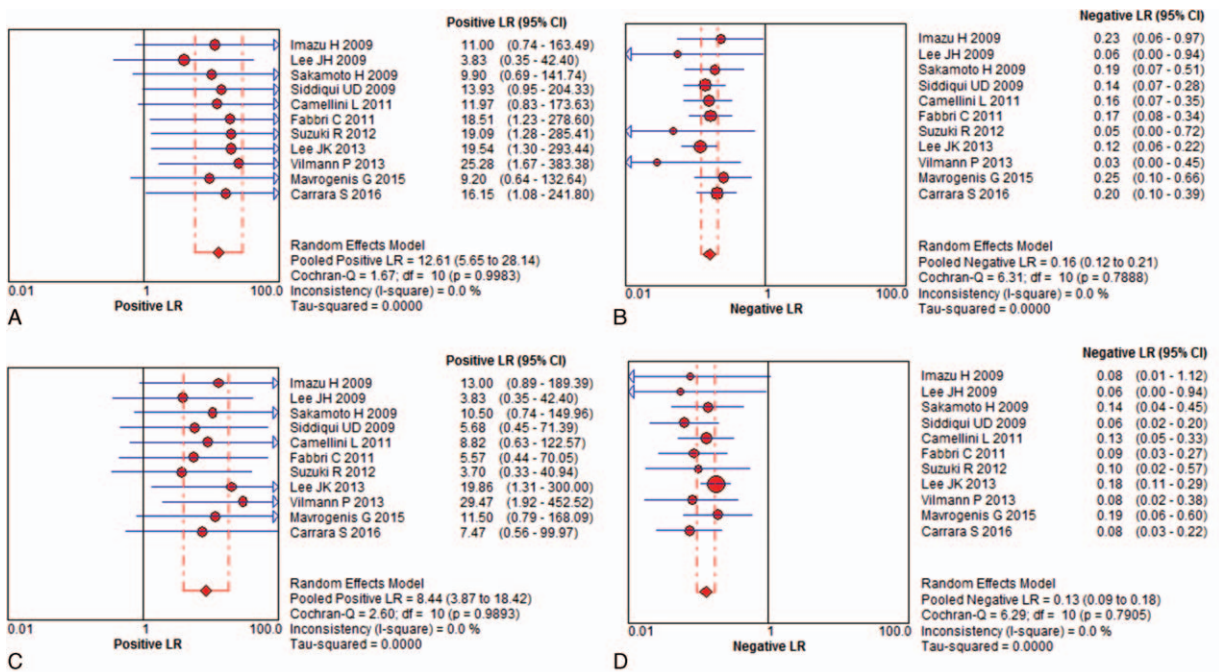 Positive LR (95% CI)
Imazu H 2009 11.00 (0.74 - 163.49)
Lee JH 2009 3.83 (0.35 - 42.40)
Sakamoto H 2009 9.90 (0.69 - 141.74)
Siddiqui UD 2009 13.93 (0.95 - 204.33)
Camellini L 2011 11.97 (0.83 - 173.63)
Fabbri C 2011 18.51 (1.23 - 278.60)
Suzuki R 2012 19.09 (1.28 - 285.41)
Lee JK 2013 19.54 (1.30 - 293.44)
Vilmann P 2013 25.28 (1.67 - 383.38)
Mavrogenis G 2015 9.20 (0.64 - 132.64)
Carrara S 2016 16.15 (1.08 - 241.80)
Random Effects Model
Pooled Positive LR = 12.61 (5.65 to 28.14)
Cochran-Q = 1.67; df = 10 (p = 0.9983)
Inconsistency (I-square) = 0.0 %
Tau-squared = 0.0000
0.01 1 100.0
Positive LR
A
Negative LR (95% CI)
Imazu H 2009 0.23 (0.06 - 0.97)
Lee JH 2009 0.06 (0.00 - 0.94)
Sakamoto H 2009 0.19 (0.07 - 0.51)
Siddiqui UD 2009 0.14 (0.07 - 0.28)
Camellini L 2011 0.16 (0.07 - 0.35)
Fabbri C 2011 0.17 (0.08 - 0.34)
Suzuki R 2012 0.05 (0.00 - 0.72)
Lee JK 2013 0.12 (0.06 - 0.22)
Vilmann P 2013 0.03 (0.00 - 0.45)
Mavrogenis G 2015 0.25 (0.10 - 0.66)
Carrara S 2016 0.20 (0.10 - 0.39)
Random Effects Model
Pooled Negative LR = 0.16 (0.12 to 0.21)
Cochran-Q = 6.31; df = 10 (p = 0.7888)
Inconsistency (I-square) = 0.0 %
Tau-squared = 0.0000
0.01 1 100.0
Negative LR
B
Positive LR (95% CI)
Imazu H 2009 13.00 (0.89 - 189.39)
Lee JH 2009 3.83 (0.35 - 42.40)
Sakamoto H 2009 10.50 (0.74 - 149.96)
Siddiqui UD 2009 5.68 (0.45 - 71.39)
Camellini L 2011 8.82 (0.63 - 122.57)
Fabbri C 2011 5.57 (0.44 - 70.05)
Suzuki R 2012 3.70 (0.33 - 40.94)
Lee JK 2013 19.86 (1.31 - 300.00)
Vilmann P 2013 29.47 (1.92 - 452.52)
Mavrogenis G 2015 11.50 (0.79 - 168.09)
Carrara S 2016 7.47 (0.56 - 99.97)
Random Effects Model
Pooled Positive LR = 8.44 (3.87 to 18.42)
Cochran-Q = 2.60; df = 10 (p = 0.9893)
Inconsistency (I-square) = 0.0 %
Tau-squared = 0.0000
0.01 1 100.0
Positive LR
C
Negative LR (95% CI)
Imazu H 2009 0.08 (0.01 - 1.12)
Lee JH 2009 0.06 (0.00 - 0.94)
Sakamoto H 2009 0.14 (0.04 - 0.45)
Siddiqui UD 2009 0.06 (0.02 - 0.20)
Camellini L 2011 0.13 (0.05 - 0.33)
Fabbri C 2011 0.09 (0.03 - 0.27)
Suzuki R 2012 0.10 (0.02 - 0.57)
Lee JK 2013 0.18 (0.11 - 0.29)
Vilmann P 2013 0.08 (0.02 - 0.38)
Mavrogenis G 2015 0.19 (0.06 - 0.60)
Carrara S 2016 0.08 (0.03 - 0.22)
Random Effects Model
Pooled Negative LR = 0.13 (0.09 to 0.18)
Cochran-Q = 6.29; df = 10 (p = 0.7905)
Inconsistency (I-square) = 0.0 %
Tau-squared = 0.0000
0.01 1 100.0
Negative LR
D